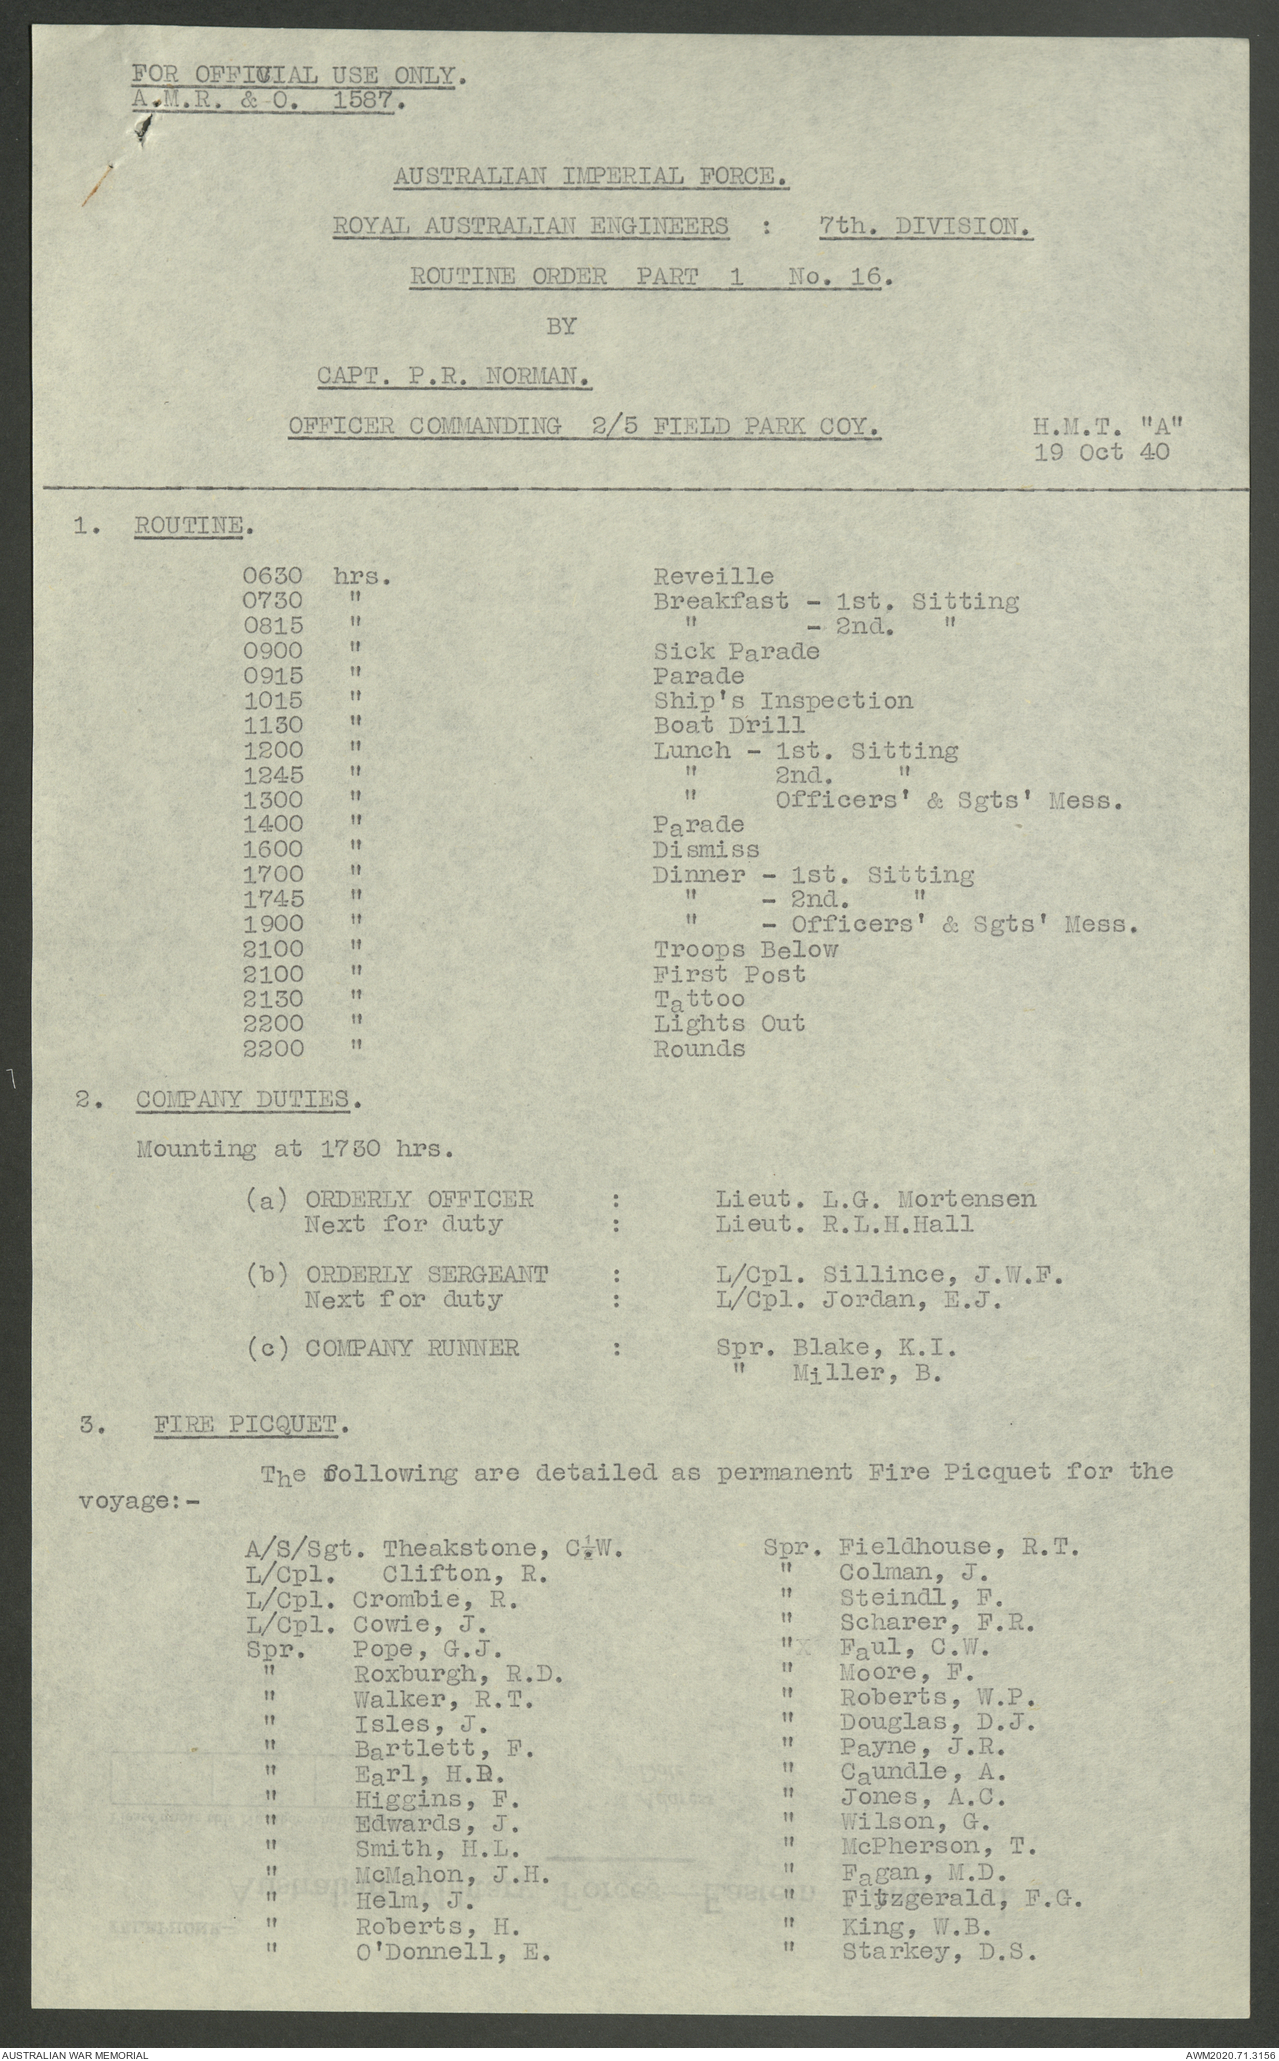 FOR OFFICIAL USE ONLY.
A.M.R. & O. 1587.
AUSTRALIAN IMPERIAL FORCE.
ROYAL AUSTRALIAN ENGINEERS : 7th. DIVISION.
ROUTINE ORDER PART 1 No. 16.
BY
CAPT. P.R. NORMAN.
OFFICER COMMANDING 2/5 FIELD PARK COY. H.M.T. "A"
19 Oct 40
1. ROUTINE.
0630 hrs. Reveille
0730 " Breakfast - 1st. Sitting
0815 " " - 2nd. "
0900 " Sick Parade
0915 " Parade
1015 " Ship's Inspection
1130 " Boat Drill
1200 " Lunch - 1st. Sitting
1245 " " 2nd. "
1300 " " Officers' & Sgts' Mess.
1400 " Parade
1600 " Dismiss
1700 " Dinner - 1st. Sitting
1745 " " - 2nd. "
1900 " " - Officers' & Sgts' Mess.
2100 " Troops Below
2100 " First Post
2130 " Tattoo
2200 " Lights Out
2200 " Rounds
2. COMPANY DUTIES.
Mounting at 1730 hrs.
(a) ORDERLY OFFICER : Lieut. L.G. Mortensen
Next for duty : Lieut. R.L.H.Hall
(b) ORDERLY SERGEANT : L/Cpl. Sillince, J.W.F.
Next for duty : L/Cpl. Jordan, E.J.
(c) COMPANY RUNNER : Spr. Blake, K.I.
" Miller, B.
3. FIRE PICQUET.
The following are detailed as permanent Fire Picquet for the
voyage:-
A/S/Sgt. Theakstone, C.W. Spr. Fieldhouse, R.T.
L/Cpl. Clifton, R. " Colman, J.
L/Cpl. Crombie, R. " Steindl, F.
L/Cpl. Cowie, J. " Scharer, F.R.
Spr. Pope, G.J. "X Faul, C.W.
" Roxburgh, R.D. " Moore, F.
" Walker, R.T. " Roberts, W.P.
" Isles, J. " Douglas, D.J.
" Bartlett, F. " Payne, J.R.
" Earl, H.R. " Caundle, A.
" Higgins, F. " Jones, A.C.
" Edwards, J. " Wilson, G.
" Smith, H.L. " McPherson, T.
" McMahon, J.H. " Fagan, M.D.
" Helm, J. " Fitzgerald, F.G.
" Roberts, H. " King, W.B.
" O'Donnell, E. " Starkey, D.S.
AUSTRALIAN WAR MEMORIAL AWM2020.71.3156